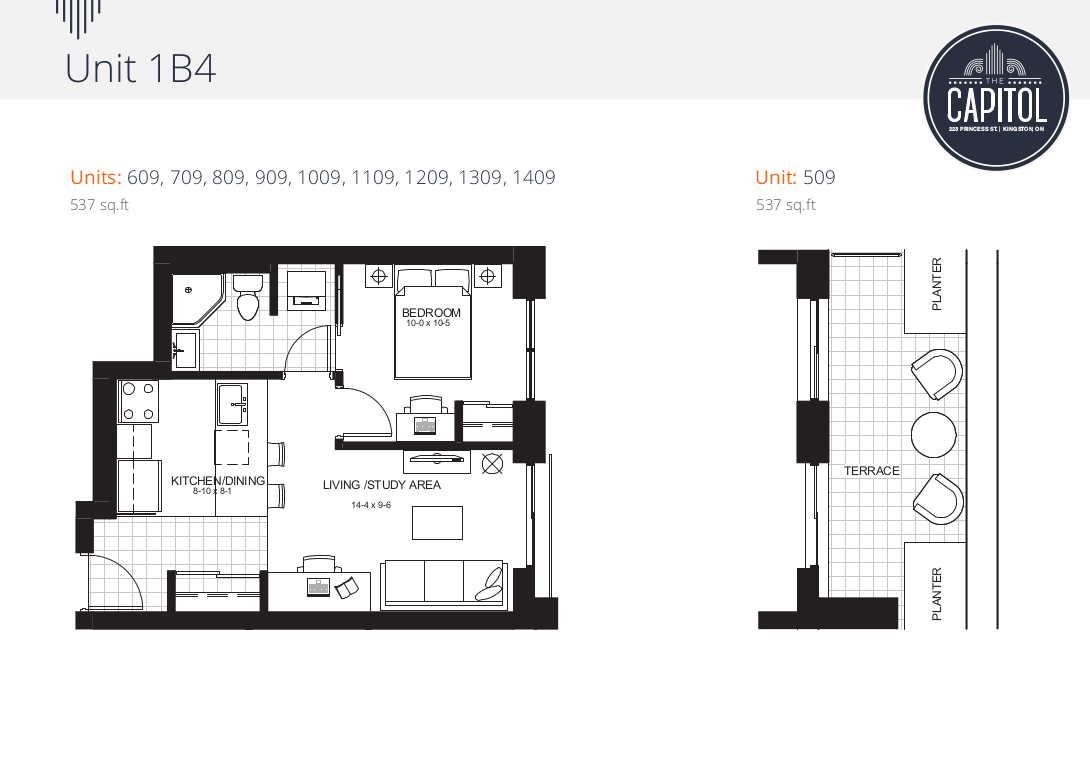 Unit 1B4
THE
CAPITOL
223 PRINCESS ST. | KINGSTON, ON
Units: 609, 709, 809, 909, 1009, 1109, 1209, 1309, 1409
537 sq.ft
Unit: 509
537 sq.ft
BEDROOM
10-0 x 10-5
KITCHEN/DINING
8-10 x 8-1
LIVING /STUDY AREA
14-4 x 9-6
PLANTER
TERRACE
PLANTER